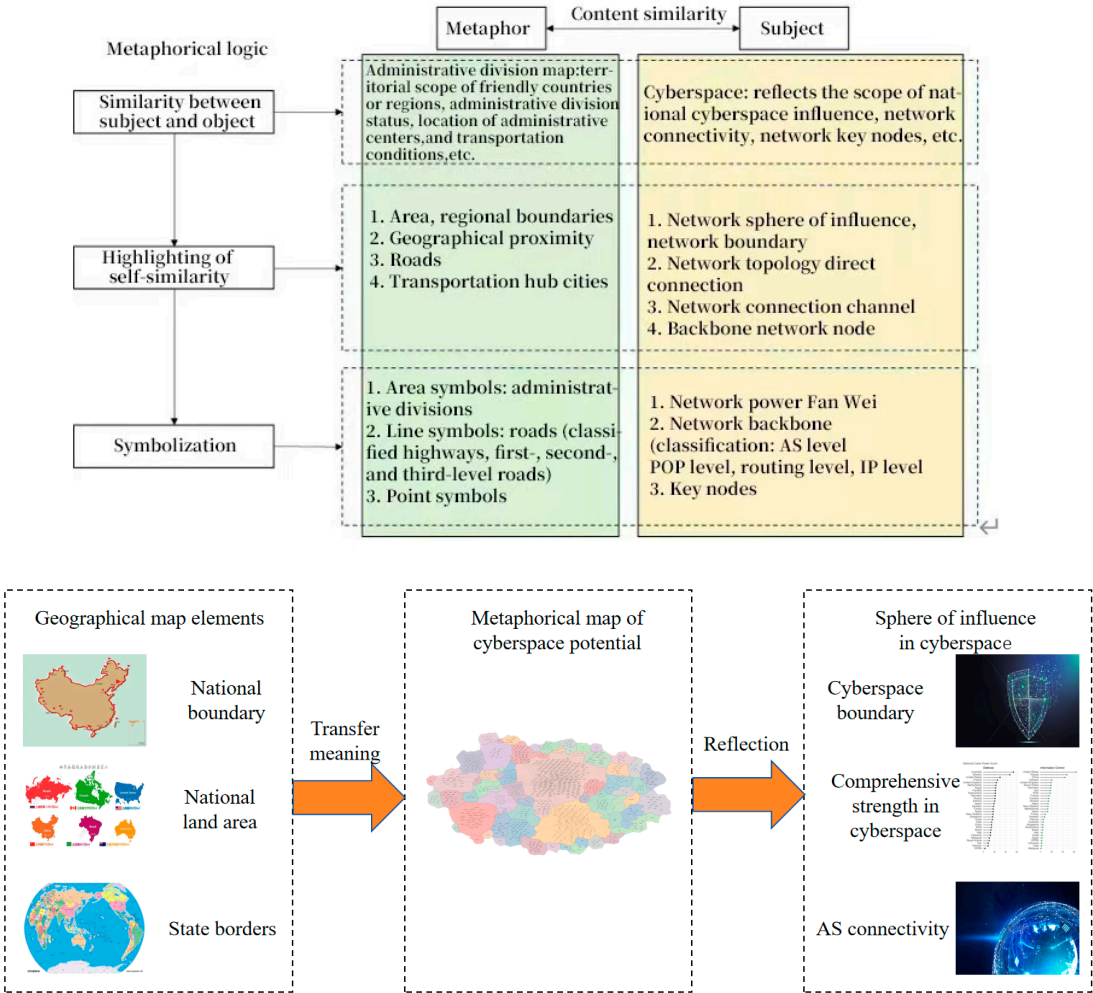 Metaphor
Content similarity
Subject
Metaphorical logic
Similarity between
subject and object
Administrative division map:terr-
itorial scope of friendly countries
or regions, administrative division
status, location of administrative
centers,and transportation
conditions,etc.
Cyberspace: reflects the scope of nat-
ional cyberspace influence, network
connectivity, network key nodes, etc.
Highlighting of
self-similarity
1. Area, regional boundaries
2. Geographical proximity
3. Roads
4. Transportation hub cities
1. Network sphere of influence,
network boundary
2. Network topology direct
connection
3. Network connection channel
4. Backbone network node
Symbolization
1. Area symbols: administrat-
ive divisions
2. Line symbols: roads (classi-
fied highways, first-, second-,
and third-level roads)
3. Point symbols
1. Network power Fan Wei
2. Network backbone
(classification: AS level
POP level, routing level, IP level
3. Key nodes
Geographical map elements
National
boundary
National
land area
State borders
Transfer
meaning
Metaphorical map of
cyberspace potential
Reflection
Sphere of influence
in cyberspace
Cyberspace
boundary
Comprehensive
strength in
cyberspace
AS connectivity